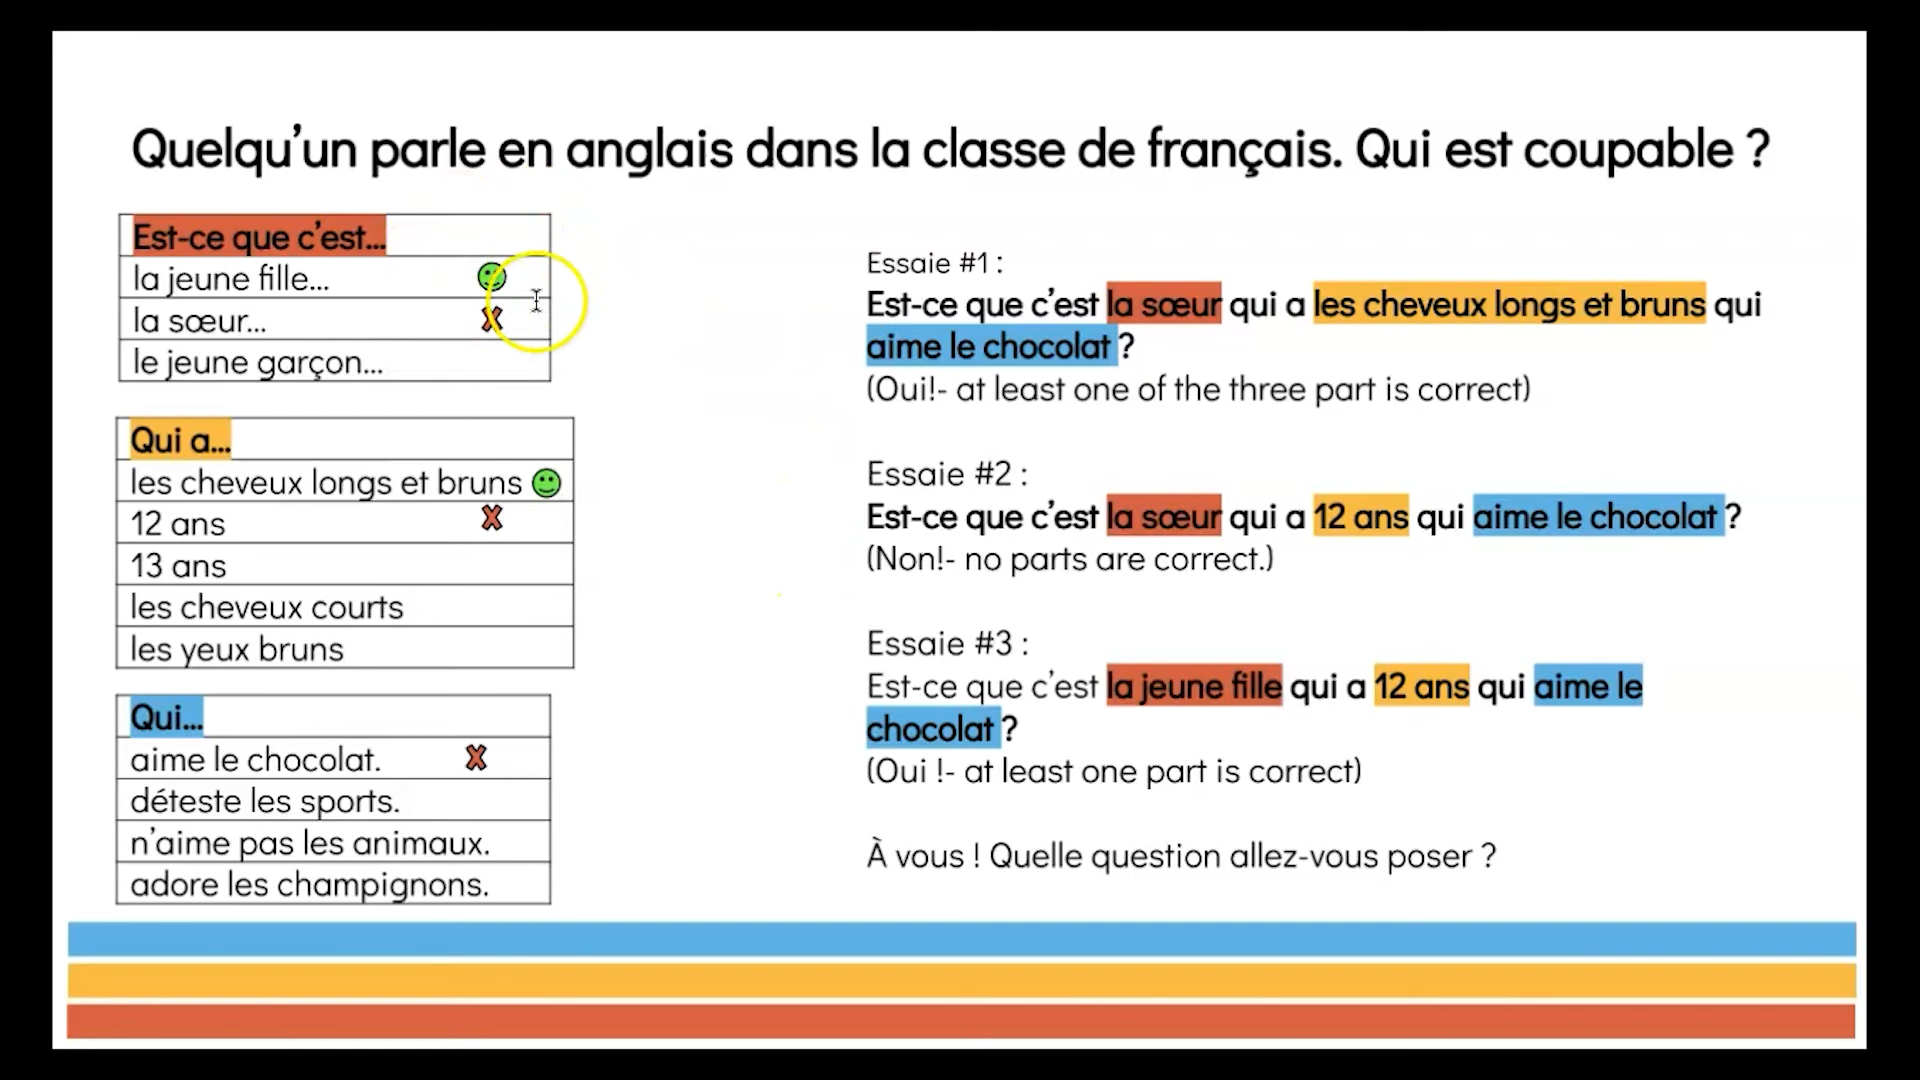 Quelqu'un parle en anglais dans la classe de français. Qui est coupable ?
Est-ce que c'est...
la jeune fille...
la sœur...
le jeune garçon...
Qui a...
les cheveux longs et bruns
12 ans
13 ans
les cheveux courts
les yeux bruns
Qui...
aime le chocolat.
déteste les sports.
n'aime pas les animaux.
adore les champignons.
Essaie #1 :
Est-ce que c'est la sœur qui a les cheveux longs et bruns qui
aime le chocolat ?
(Oui!- at least one of the three part is correct)
Essaie #2 :
Est-ce que c'est la sœur qui a 12 ans qui aime le chocolat ?
(Non!- no parts are correct.)
Essaie #3 :
Est-ce que c'est la jeune fille qui a 12 ans qui aime le
chocolat ?
(Oui !- at least one part is correct)
À vous ! Quelle question allez-vous poser ?